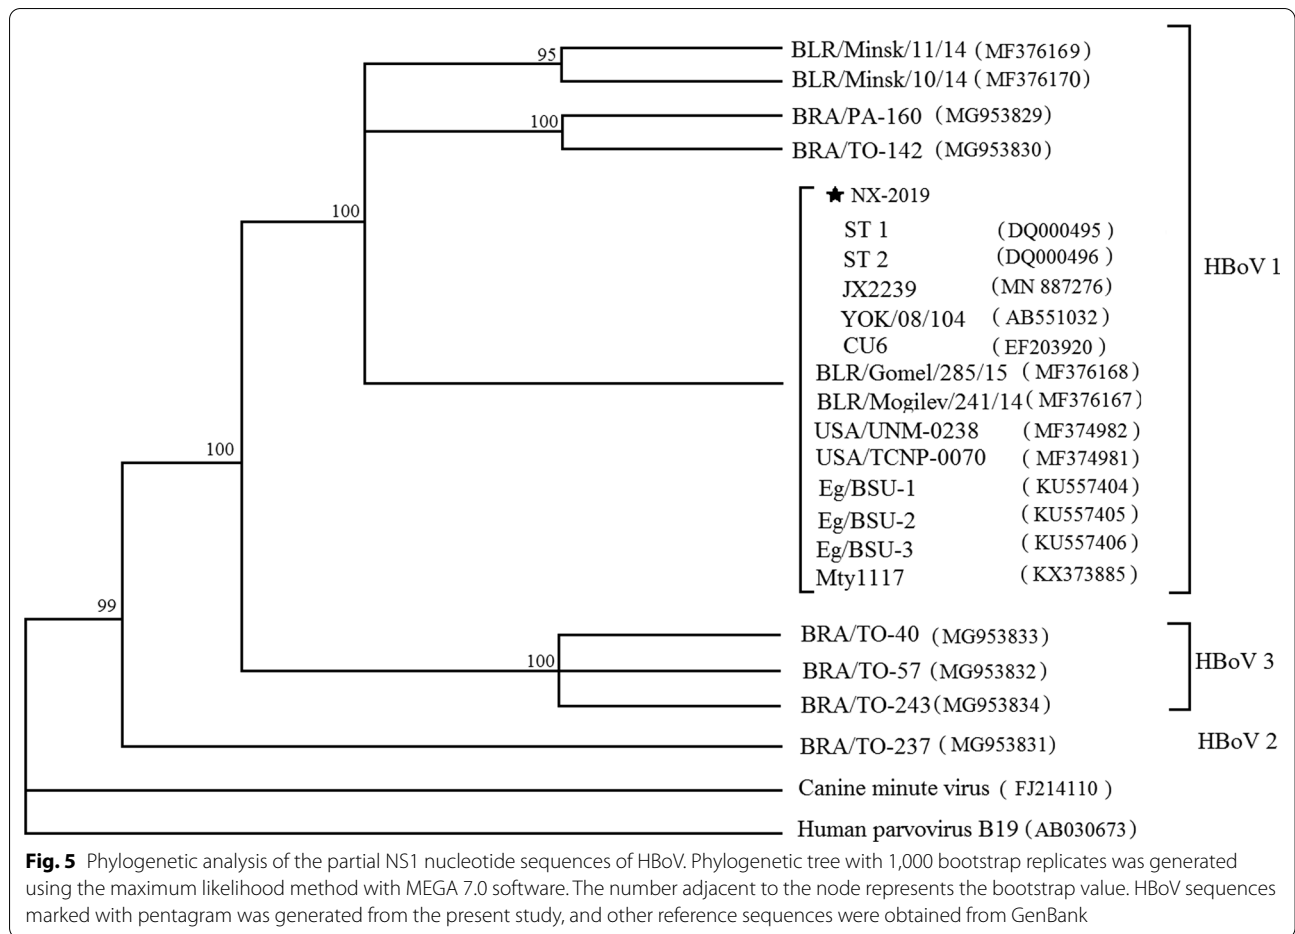 95
BLR/Minsk/11/14 (MF376169)
BLR/Minsk/10/14 (MF376170)
100
BRA/PA-160 (MG953829)
BRA/TO-142 (MG953830)
100
★ NX-2019
ST 1 (DQ000495)
ST 2 (DQ000496)
HBoV 1
JX2239 (MN 887276)
YOK/08/104 (AB551032)
CU6 (EF203920)
BLR/Gomel/285/15 (MF376168)
BLR/Mogilev/241/14 (MF376167)
USA/UNM-0238 (MF374982)
100
USA/TCNP-0070 (MF374981)
Eg/BSU-1 (KU557404)
Eg/BSU-2 (KU557405)
Eg/BSU-3 (KU557406)
Mty1117 (KX373885)
99
BRA/TO-40 (MG953833)
100
BRA/TO-57 (MG953832)
HBoV 3
BRA/TO-243 (MG953834)
BRA/TO-237 (MG953831)
HBoV 2
Canine minute virus (FJ214110)
Human parvovirus B19 (AB030673)
Fig. 5 Phylogenetic analysis of the partial NS1 nucleotide sequences of HBoV. Phylogenetic tree with 1,000 bootstrap replicates was generated
using the maximum likelihood method with MEGA 7.0 software. The number adjacent to the node represents the bootstrap value. HBoV sequences
marked with pentagram was generated from the present study, and other reference sequences were obtained from GenBank